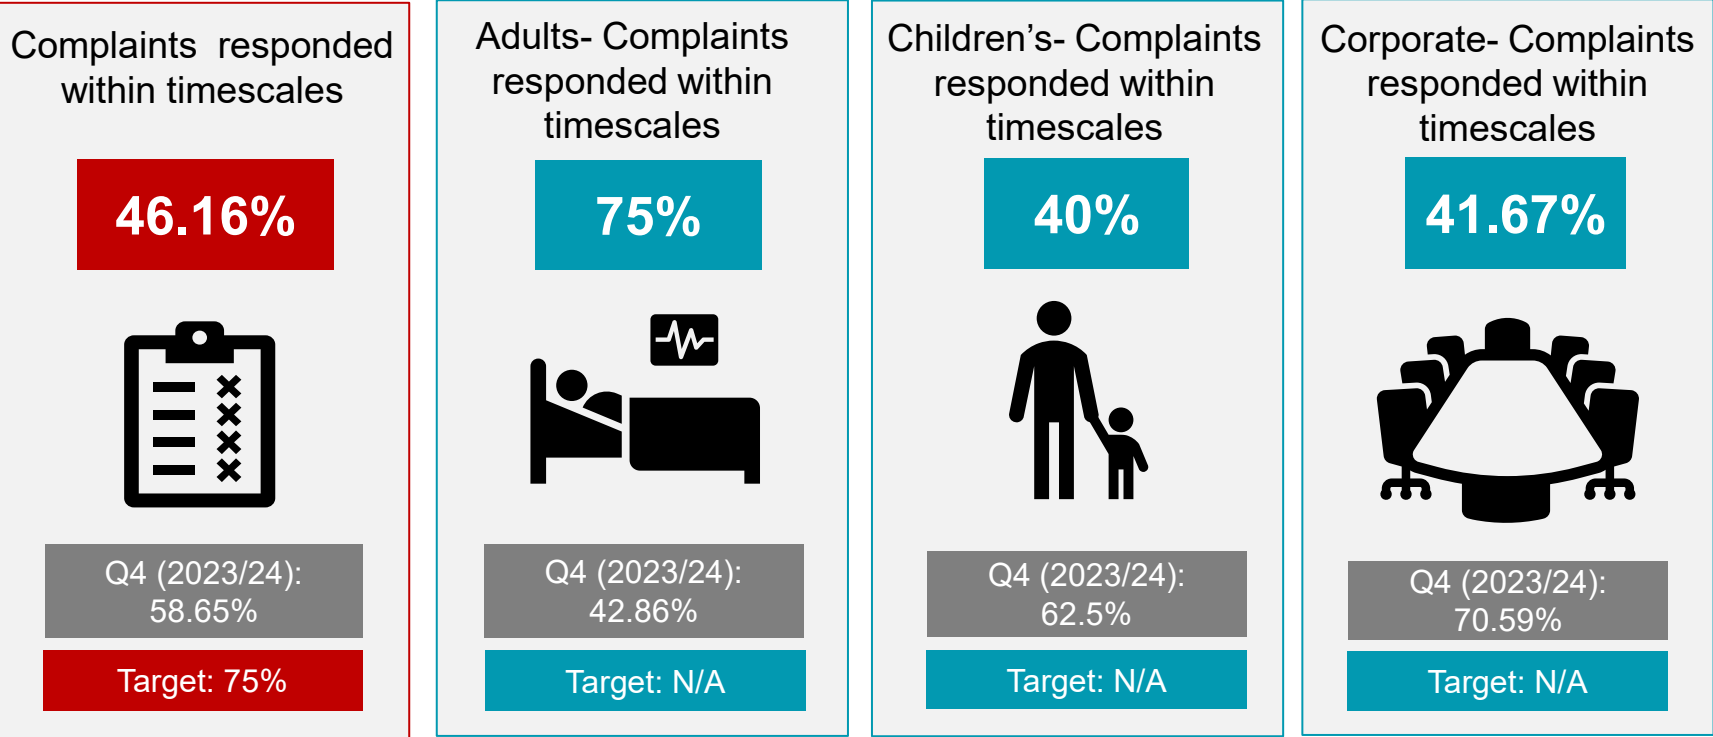 Complaints  responded
within timescales
46.16%
Q4 (2023/24):
58.65%
Target: 75%
Adults- Complaints
responded within
timescales
75%
Q4 (2023/24):
42.86%
Target: N/A
Children’s- Complaints
responded within
timescales
40%
Q4 (2023/24):
62.5%
Target: N/A
Corporate- Complaints
responded within
timescales
41.67%
Q4 (2023/24):
70.59%
Target: N/A